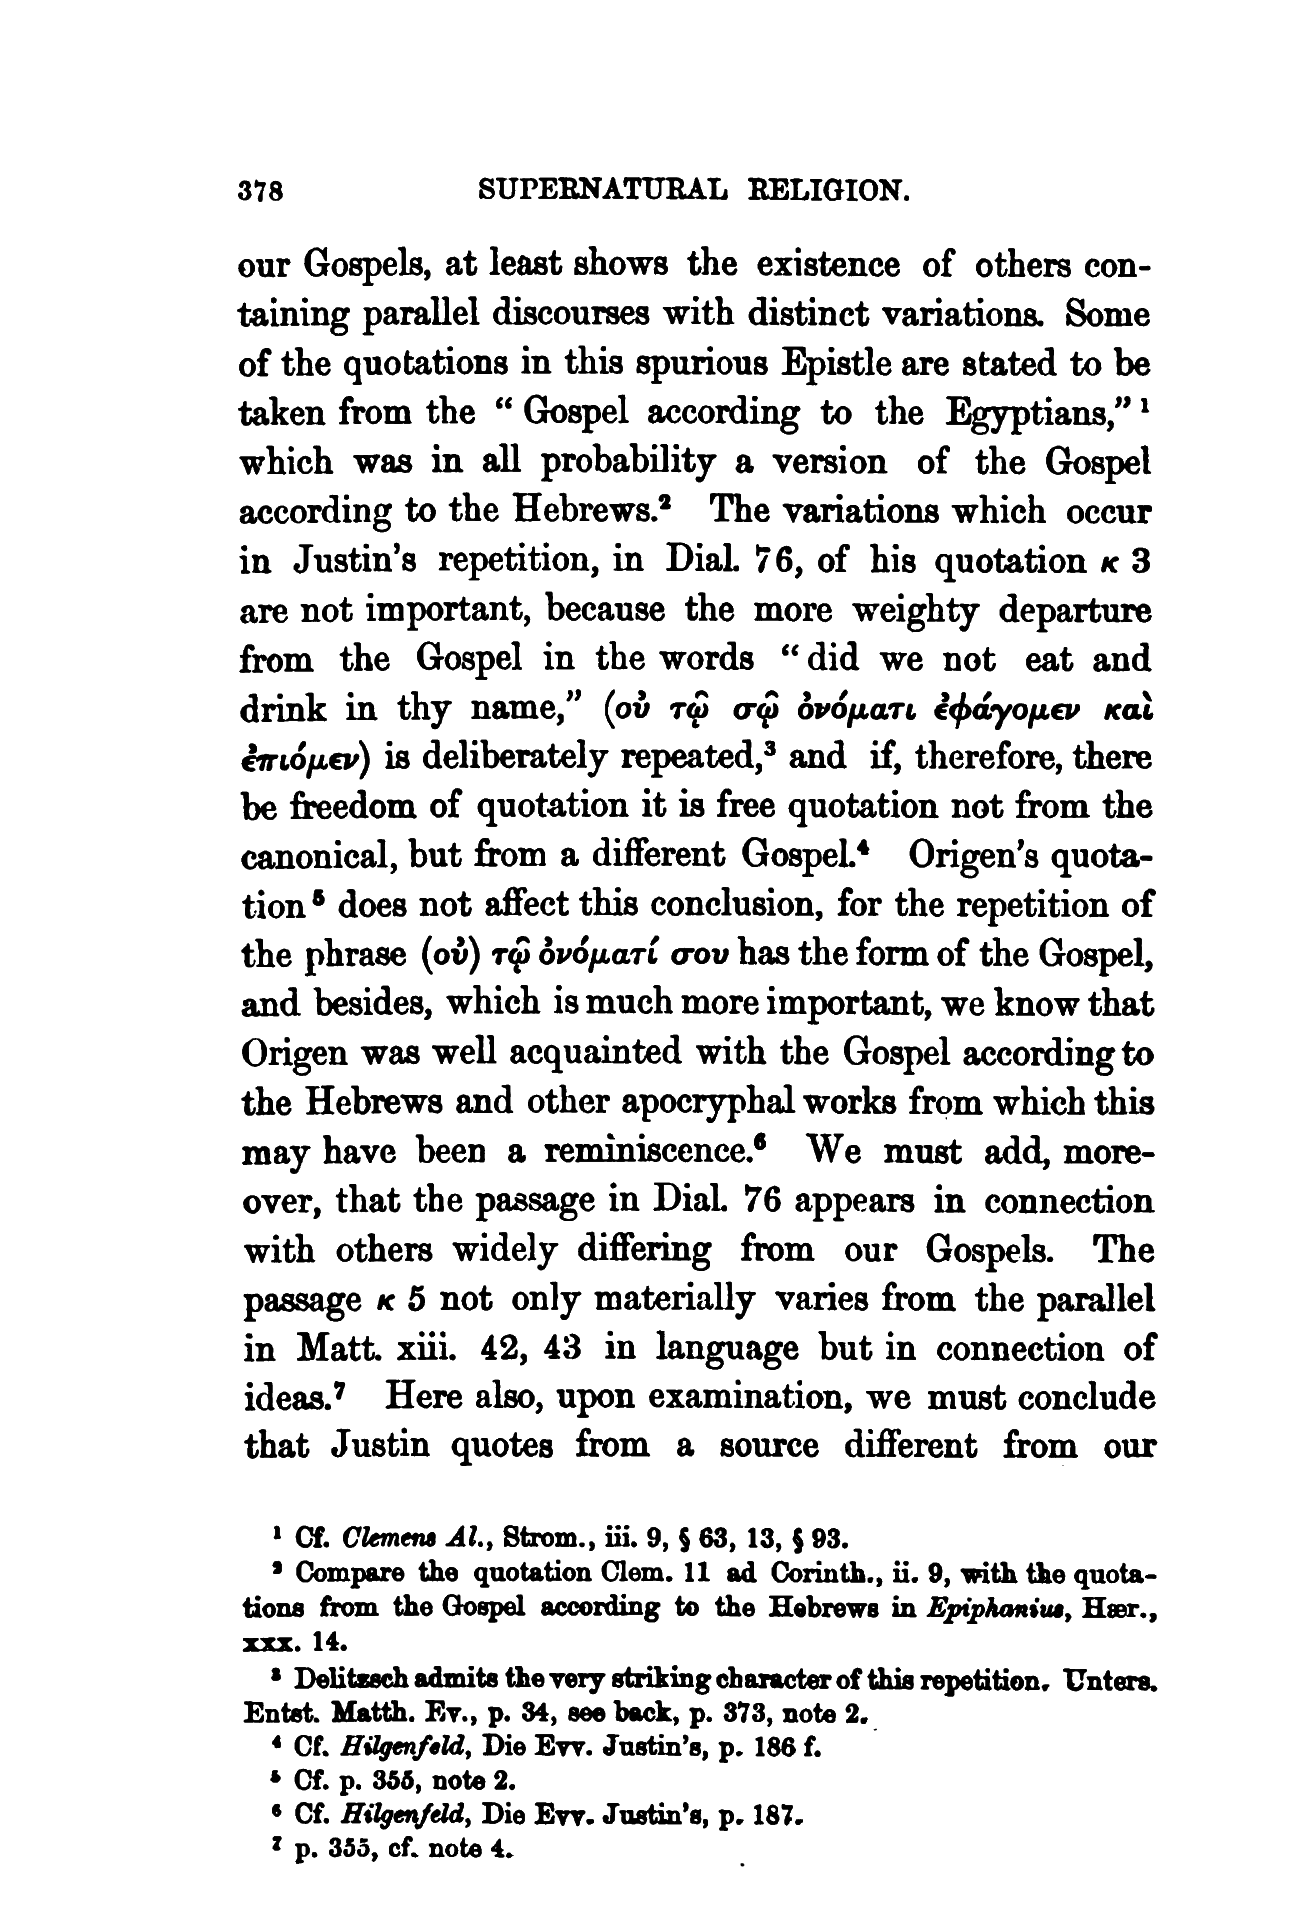 378 SUPERNATURAL RELIGION.
our Gospels, at least shows the existence of others con-
taining parallel discourses with distinct variations. Some
of the quotations in this spurious Epistle are stated to be
taken from the “ Gospel according to the Egyptians,” ¹
which was in all probability a version of the Gospel
according to the Hebrews.² The variations which occur
in Justin’s repetition, in Dial. 76, of his quotation κ 3
are not important, because the more weighty departure
from the Gospel in the words “did we not eat and
drink in thy name,” (οὐ τῷ σῷ ὀνόματι ἐφάγομεν καὶ
ἐπιόμεν) is deliberately repeated,³ and if, therefore, there
be freedom of quotation it is free quotation not from the
canonical, but from a different Gospel.⁴ Origen’s quota-
tion ⁵ does not affect this conclusion, for the repetition of
the phrase (οὐ) τῷ ὀνόματί σου has the form of the Gospel,
and besides, which is much more important, we know that
Origen was well acquainted with the Gospel according to
the Hebrews and other apocryphal works from which this
may have been a reminiscence.⁶ We must add, more-
over, that the passage in Dial. 76 appears in connection
with others widely differing from our Gospels. The
passage κ 5 not only materially varies from the parallel
in Matt. xiii. 42, 43 in language but in connection of
ideas.⁷ Here also, upon examination, we must conclude
that Justin quotes from a source different from our
¹ Cf. Clemens Al., Strom., iii. 9, § 63, 13, § 93.
² Compare the quotation Clem. 11 ad Corinth., ii. 9, with the quota-
tions from the Gospel according to the Hebrews in Epiphanius, Hær.,
xxx. 14.
³ Delitzsch admits the very striking character of this repetition. Unters.
Entst. Matth. Ev., p. 34, see back, p. 373, note 2.
⁴ Cf. Hilgenfeld, Die Evv. Justin’s, p. 186 f.
⁵ Cf. p. 355, note 2.
⁶ Cf. Hilgenfeld, Die Evv. Justin’s, p. 187.
⁷ p. 355, cf. note 4.